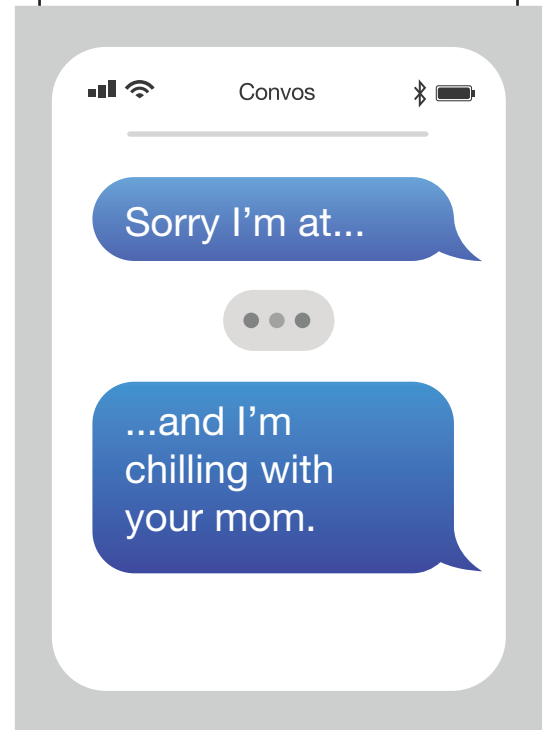 Convos
Sorry I’m at...
...and I’m
chilling with
your mom.